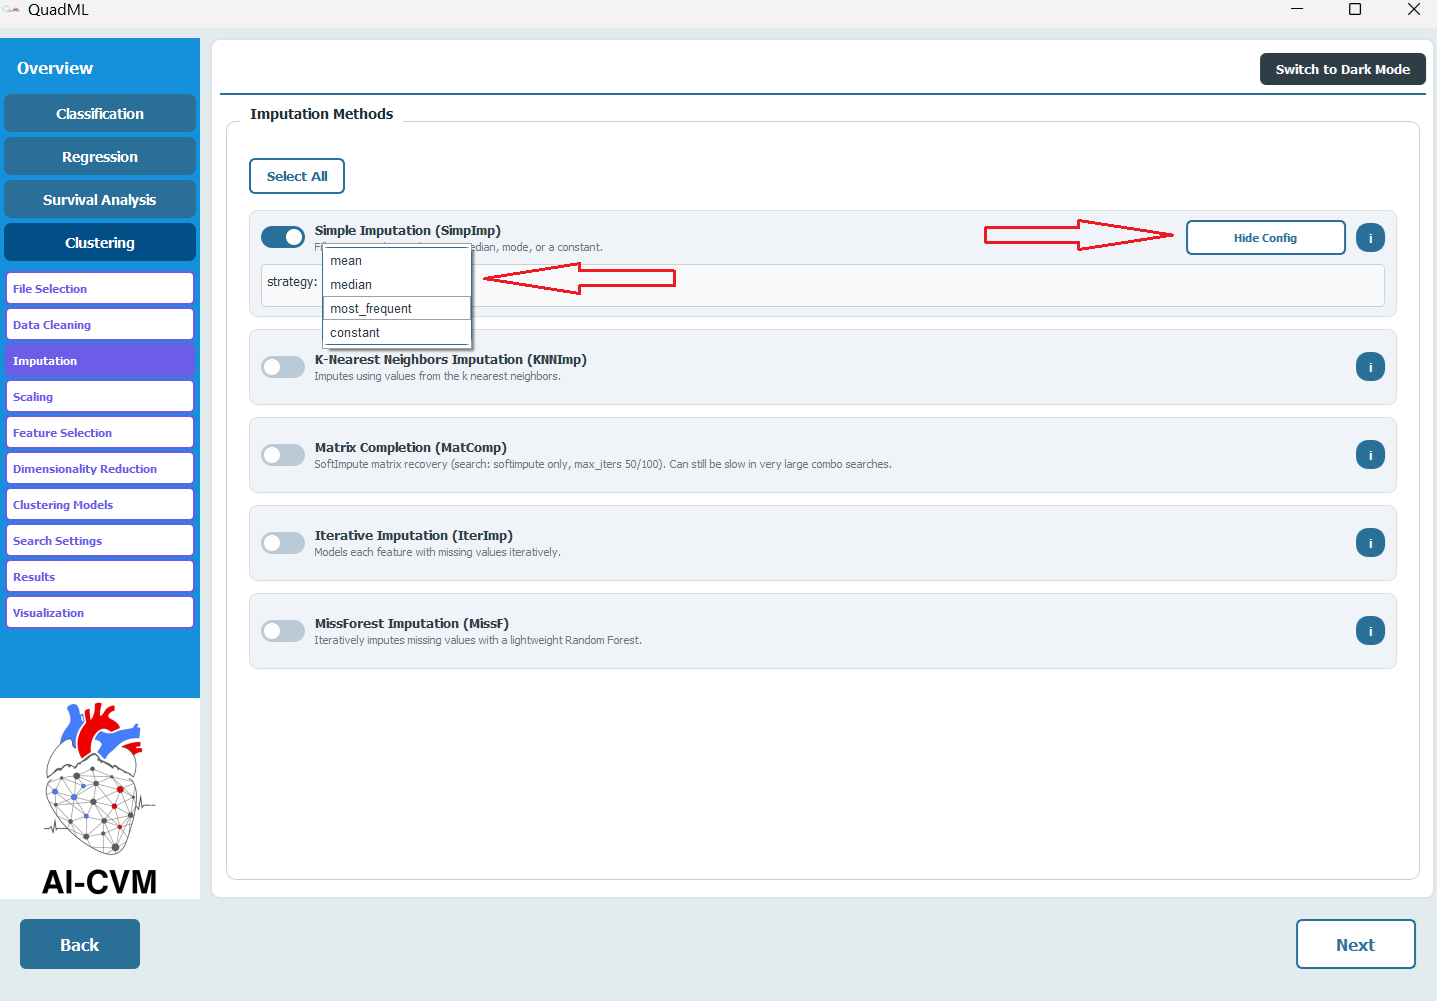 QuadML
Overview
Classification
Regression
Survival Analysis
Clustering
File Selection
Data Cleaning
Imputation
Scaling
Feature Selection
Dimensionality Reduction
Clustering Models
Search Settings
Results
Visualization
AI-CVM
Switch to Dark Mode
Imputation Methods
Select All
Simple Imputation (SimpImp)
median, mode, or a constant.
Hide Config
i
strategy:
mean
median
most_frequent
constant
K-Nearest Neighbors Imputation (KNNImp)
Imputes using values from the k nearest neighbors.
i
Matrix Completion (MatComp)
SoftImpute matrix recovery (search: softimpute only, max_iters 50/100). Can still be slow in very large combo searches.
i
Iterative Imputation (IterImp)
Models each feature with missing values iteratively.
i
MissForest Imputation (MissF)
Iteratively imputes missing values with a lightweight Random Forest.
i
Back
Next